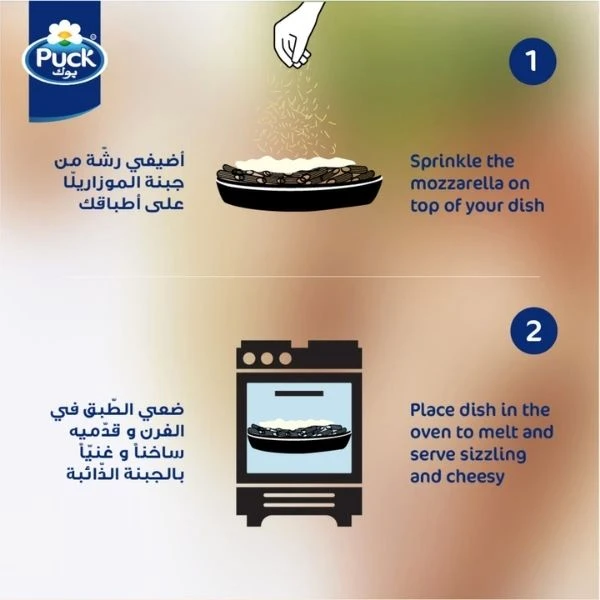 Puck
بوك
1
أضيفي رشّة من
جبنة الموزاريلّا
على أطباقك
Sprinkle the
mozzarella on
top of your dish
2
ضعي الطّبق في
الفرن و قدّميه
ساخناً و غنيّاً
بالجبنة الذّائبة
Place dish in the
oven to melt and
serve sizzling
and cheesy